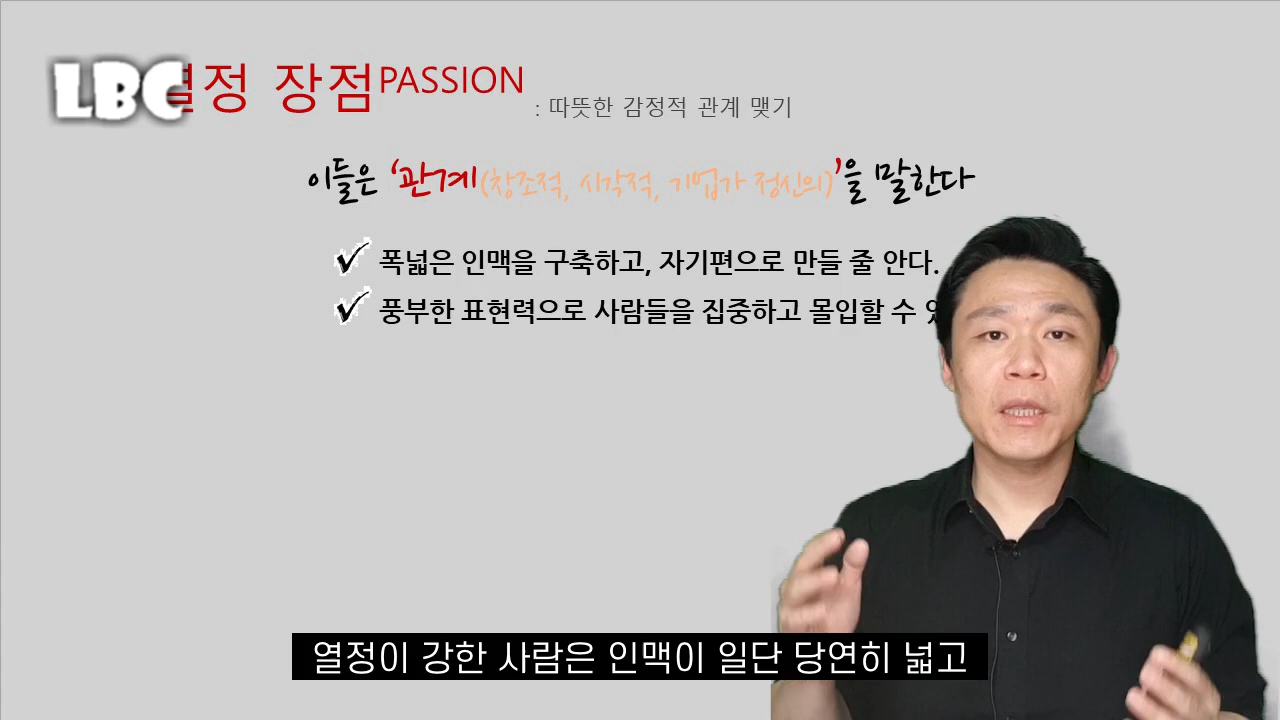 LBC
열정 장점PASSION
: 따뜻한 감정적 관계 맺기
이들은 '관계(창조적, 시각적, 기업가 정신의)'을 말한다
폭넓은 인맥을 구축하고, 자기편으로 만들 줄 안다.
풍부한 표현력으로 사람들을 집중하고 몰입할 수
열정이 강한 사람은 인맥이 일단 당연히 넓고